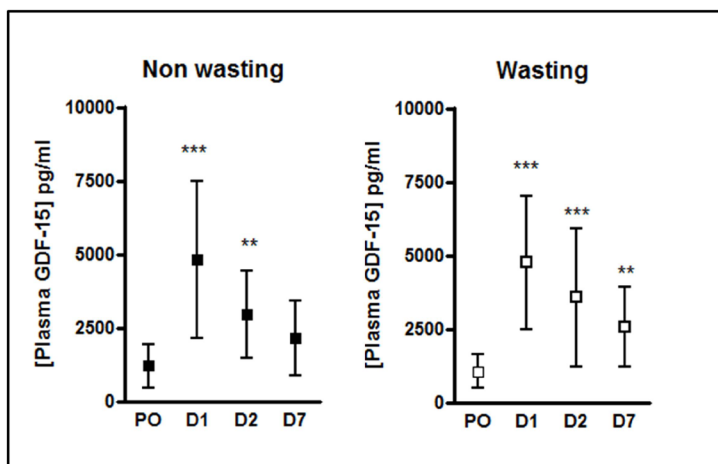 Non wasting
[Plasma GDF-15] pg/ml
10000
7500
5000
2500
0
***
**
PO D1 D2 D7
Wasting
[Plasma GDF-15] pg/ml
10000
7500
5000
2500
0
***
***
**
PO D1 D2 D7